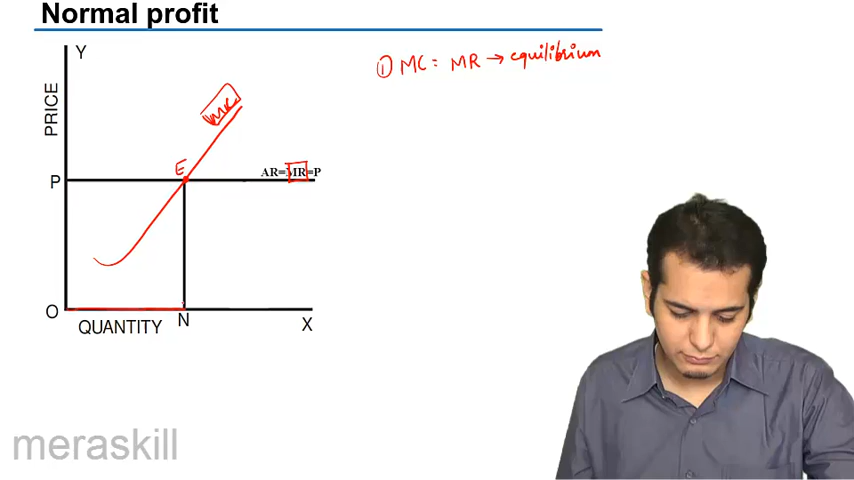 Normal profit
Y
① MC = MR → equilibrium
PRICE
MC
E
AR=MR=P
P
O
QUANTITY
N
X
meraskill